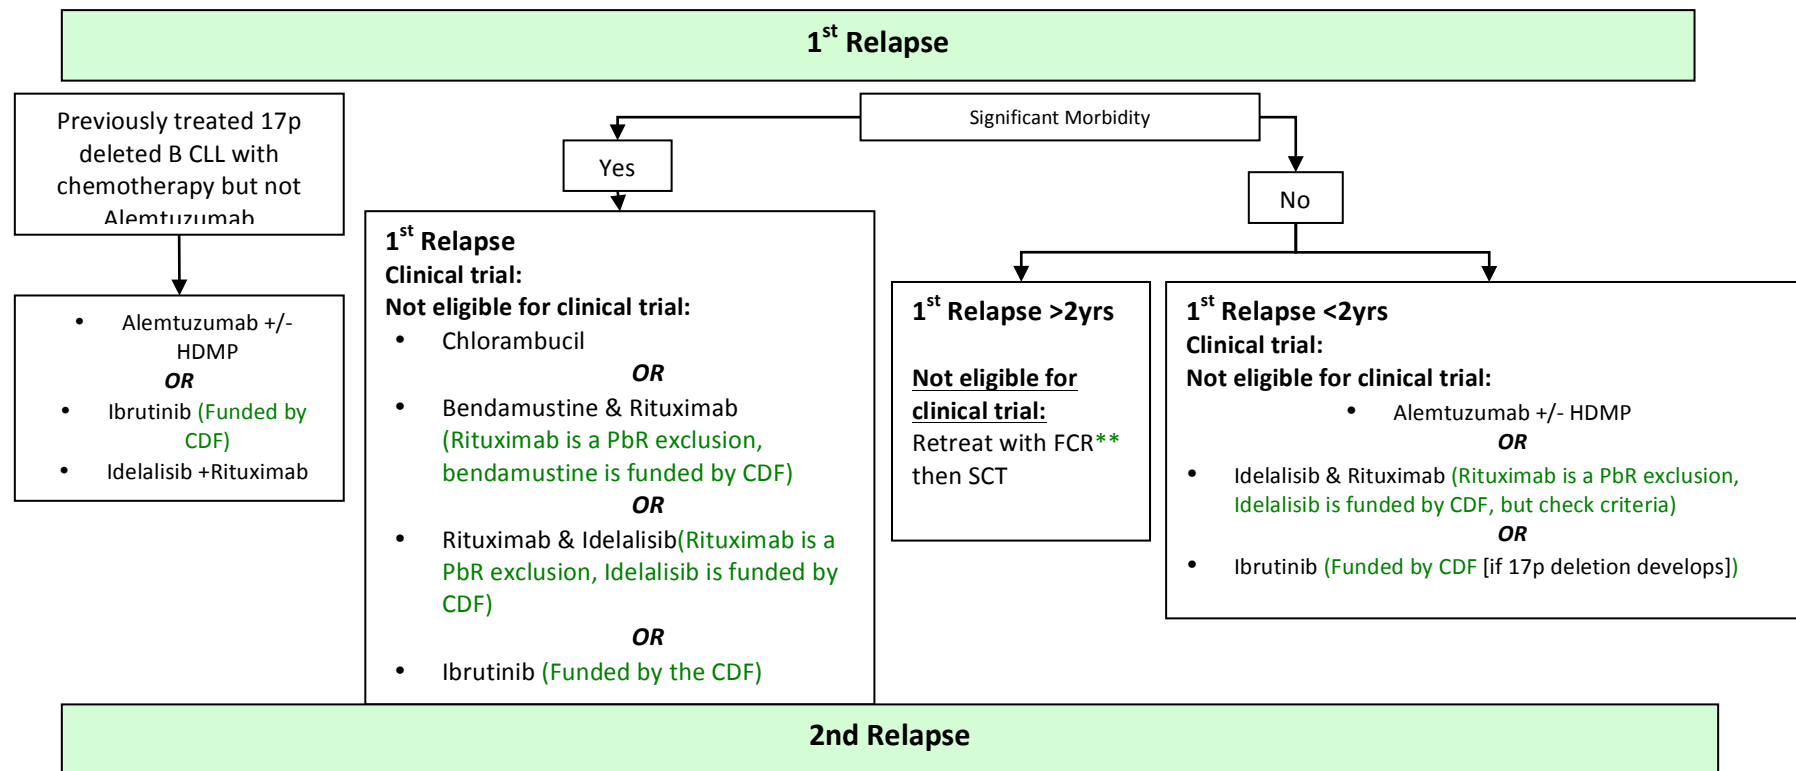 1st Relapse
Previously treated 17p
deleted B CLL with
chemotherapy but not
Alemtuzumab
Alemtuzumab +/-
HDMP
OR
• Ibrutinib (Funded by
CDF)
• Idelalisib +Rituximab
Significant Morbidity
Yes
No
1st Relapse
Clinical trial:
Not eligible for clinical trial:
• Chlorambucil
OR
• Bendamustine & Rituximab
(Rituximab is a PbR exclusion,
bendamustine is funded by CDF)
OR
• Rituximab & Idelalisib(Rituximab is a
PbR exclusion, Idelalisib is funded by
CDF)
OR
• Ibrutinib (Funded by the CDF)
1st Relapse >2yrs
Not eligible for
clinical trial:
Retreat with FCR**
then SCT
1st Relapse <2yrs
Clinical trial:
Not eligible for clinical trial:
• Alemtuzumab +/- HDMP
OR
• Idelalisib & Rituximab (Rituximab is a PbR exclusion,
Idelalisib is funded by CDF, but check criteria)
OR
• Ibrutinib (Funded by CDF [if 17p deletion develops])
2nd Relapse